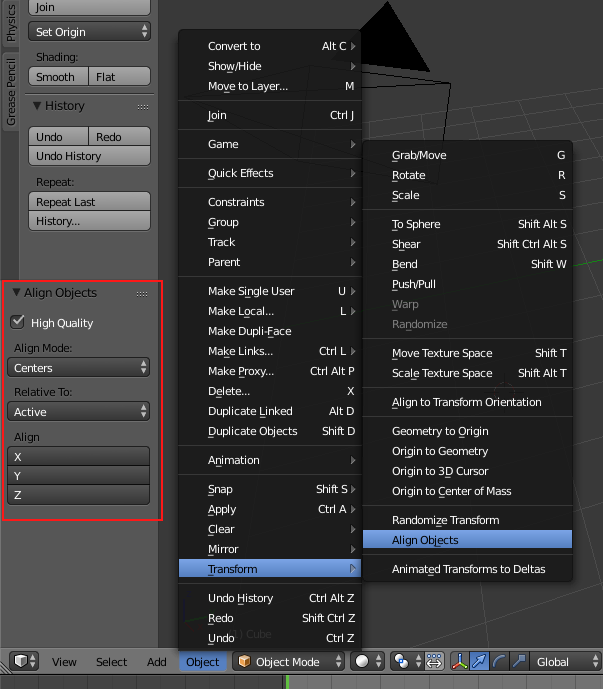 Physics
Grease Pencil
Join
Set Origin
Shading:
Smooth Flat
History
Undo Redo
Undo History
Repeat:
Repeat Last
History...
Align Objects
High Quality
Align Mode:
Centers
Relative To:
Active
Align
X
Y
Z
Convert to Alt C
Show/Hide
Move to Layer... M
Join Ctrl J
Game
Quick Effects
Constraints
Group
Track
Parent
Make Single User U
Make Local... L
Make Dupli-Face
Make Links... Ctrl L
Make Proxy... Ctrl Alt P
Delete... X
Duplicate Linked Alt D
Duplicate Objects Shift D
Animation
Snap Shift S
Apply Ctrl A
Clear
Mirror
Transform
Undo History Ctrl Alt Z
Redo Shift Ctrl Z
Undo Ctrl Z
Grab/Move G
Rotate R
Scale S
To Sphere Shift Alt S
Shear Shift Ctrl Alt S
Bend Shift W
Push/Pull
Warp
Randomize
Move Texture Space Shift T
Scale Texture Space Shift Alt T
Align to Transform Orientation
Geometry to Origin
Origin to Geometry
Origin to 3D Cursor
Origin to Center of Mass
Randomize Transform
Align Objects
Animated Transforms to Deltas
) Cube
View Select Add Object Object Mode Global